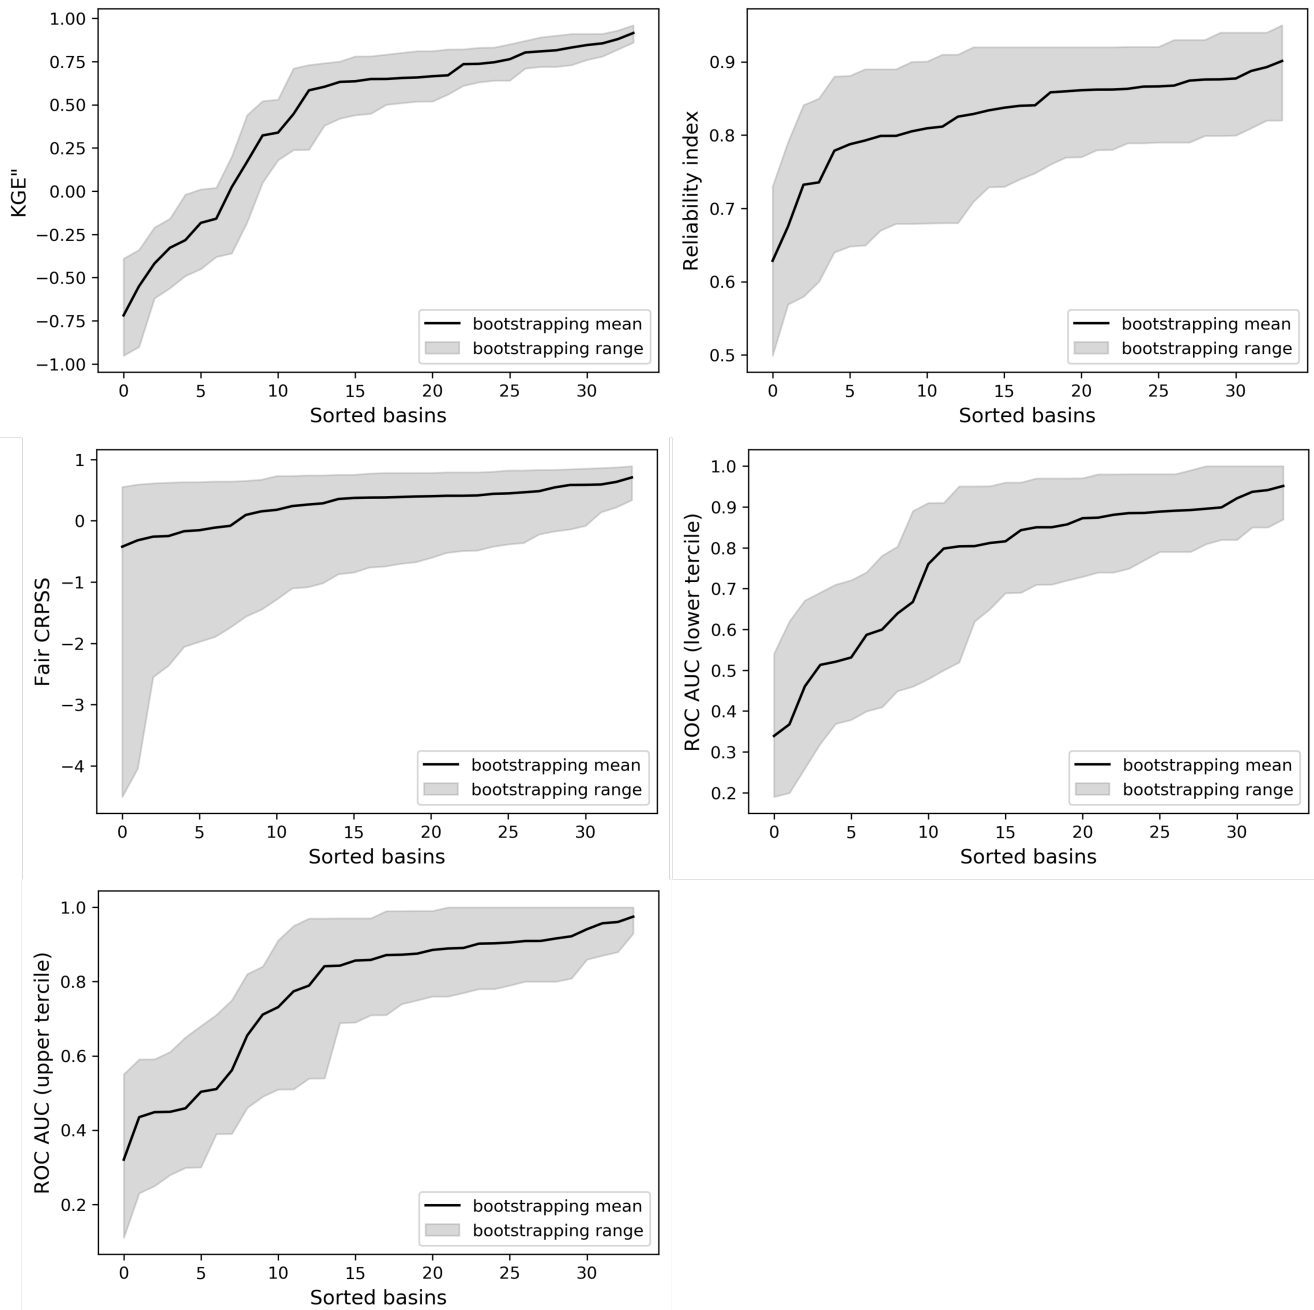 1.00
0.75
0.50
0.25
0.00
−0.25
−0.50
−0.75
−1.00
KGE"
bootstrapping mean
bootstrapping range
0 5 10 15 20 25 30
Sorted basins
0.9
0.8
0.7
0.6
0.5
Reliability index
bootstrapping mean
bootstrapping range
0 5 10 15 20 25 30
Sorted basins
1
0
−1
−2
−3
−4
Fair CRPSS
bootstrapping mean
bootstrapping range
0 5 10 15 20 25 30
Sorted basins
1.0
0.9
0.8
0.7
0.6
0.5
0.4
0.3
0.2
ROC AUC (lower tercile)
bootstrapping mean
bootstrapping range
0 5 10 15 20 25 30
Sorted basins
1.0
0.8
0.6
0.4
0.2
ROC AUC (upper tercile)
bootstrapping mean
bootstrapping range
0 5 10 15 20 25 30
Sorted basins